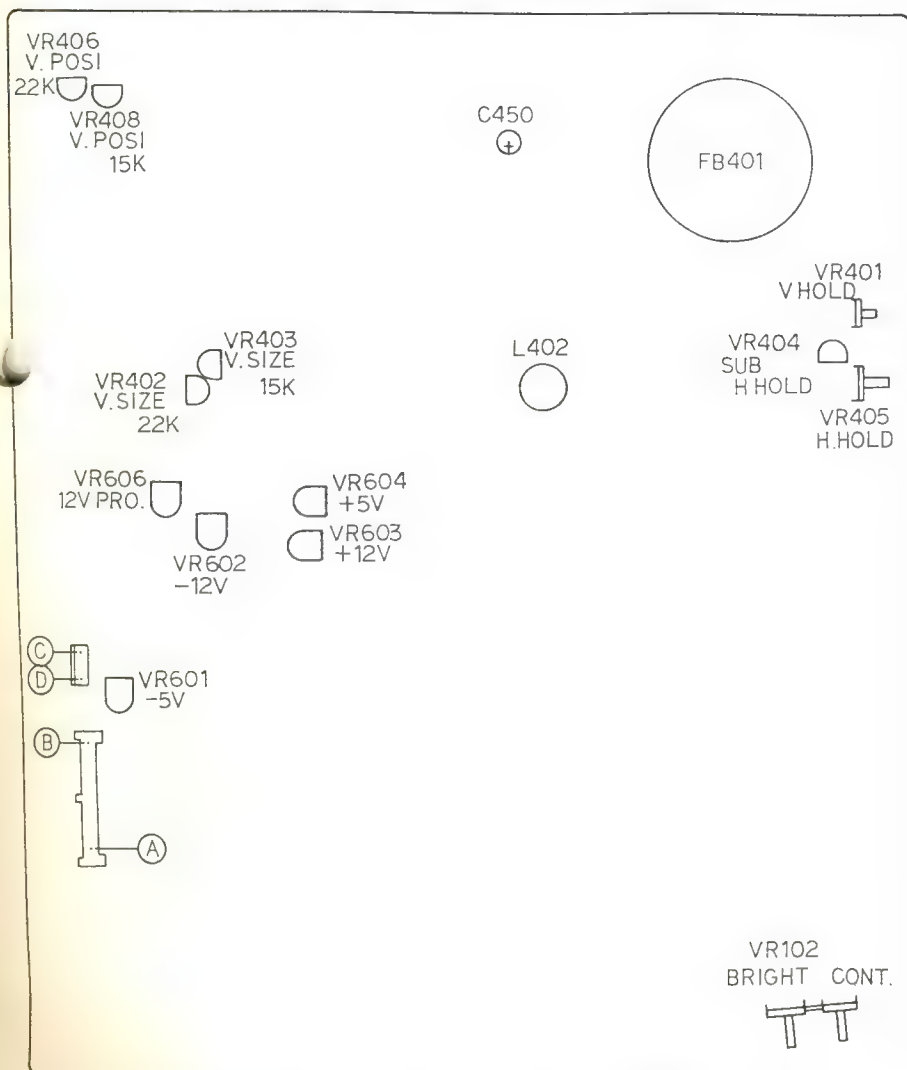 VR406
V. POSI
22K
VR408
V. POSI
15K
C450
FB401
VR401
V HOLD
VR404
SUB
H HOLD
VR405
H.HOLD
VR403
V. SIZE
15K
L402
VR402
V. SIZE
22K
VR606
12V PRO.
VR604
+5V
VR602
-12V
VR603
+12V
C
D
VR601
-5V
B
A
VR102
BRIGHT CONT.